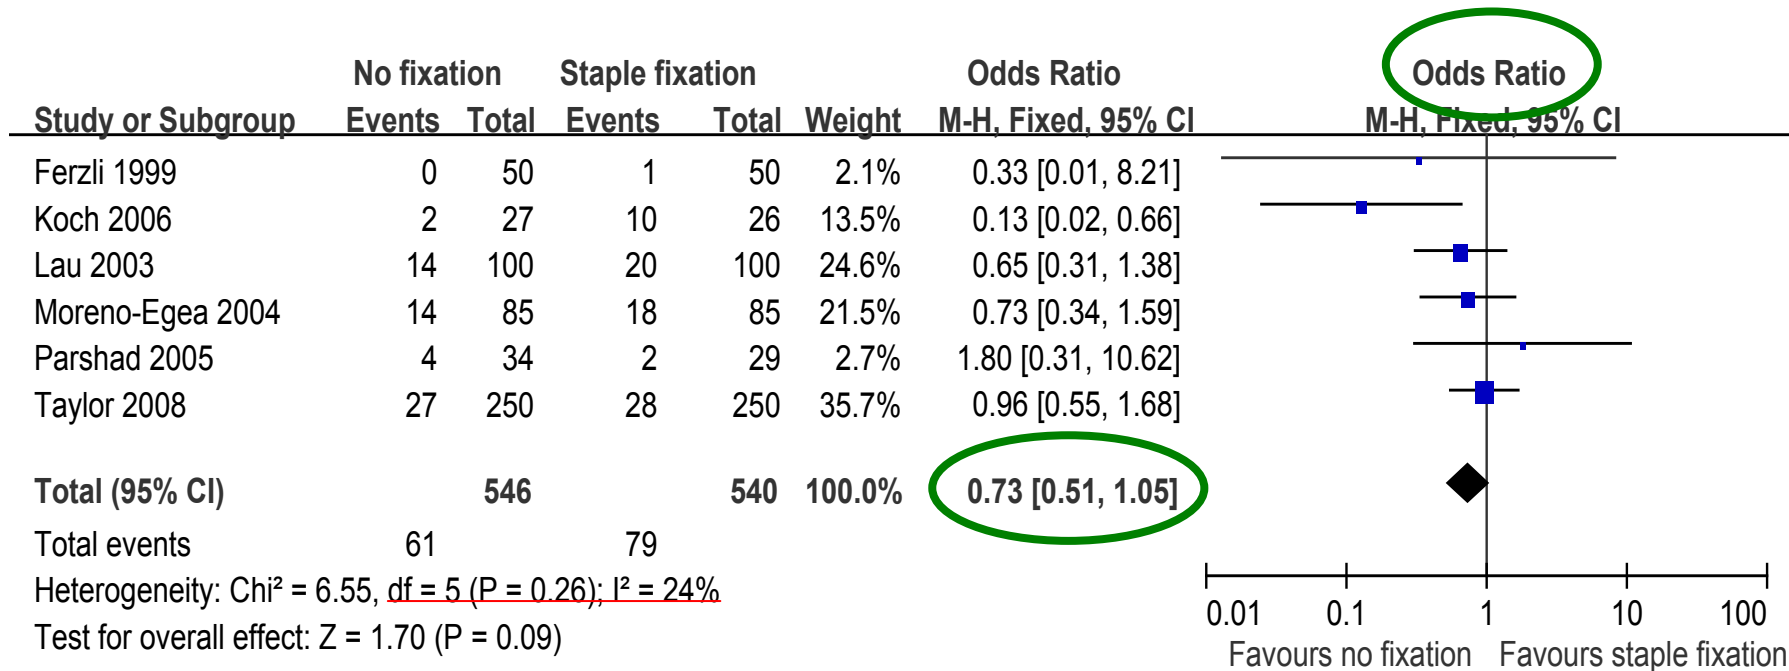 No fixation Staple fixation Odds Ratio Odds Ratio
Study or Subgroup Events Total Events Total Weight M-H, Fixed, 95% CI M-H, Fixed, 95% CI
Ferzli 1999 0 50 1 50 2.1% 0.33 [0.01, 8.21]
Koch 2006 2 27 10 26 13.5% 0.13 [0.02, 0.66]
Lau 2003 14 100 20 100 24.6% 0.65 [0.31, 1.38]
Moreno-Egea 2004 14 85 18 85 21.5% 0.73 [0.34, 1.59]
Parshad 2005 4 34 2 29 2.7% 1.80 [0.31, 10.62]
Taylor 2008 27 250 28 250 35.7% 0.96 [0.55, 1.68]
Total (95% CI) 546 540 100.0% 0.73 [0.51, 1.05]
Total events 61 79
Heterogeneity: Chi² = 6.55, df = 5 (P = 0.26); I² = 24%
Test for overall effect: Z = 1.70 (P = 0.09)
0.01 0.1 1 10 100
Favours no fixation Favours staple fixation